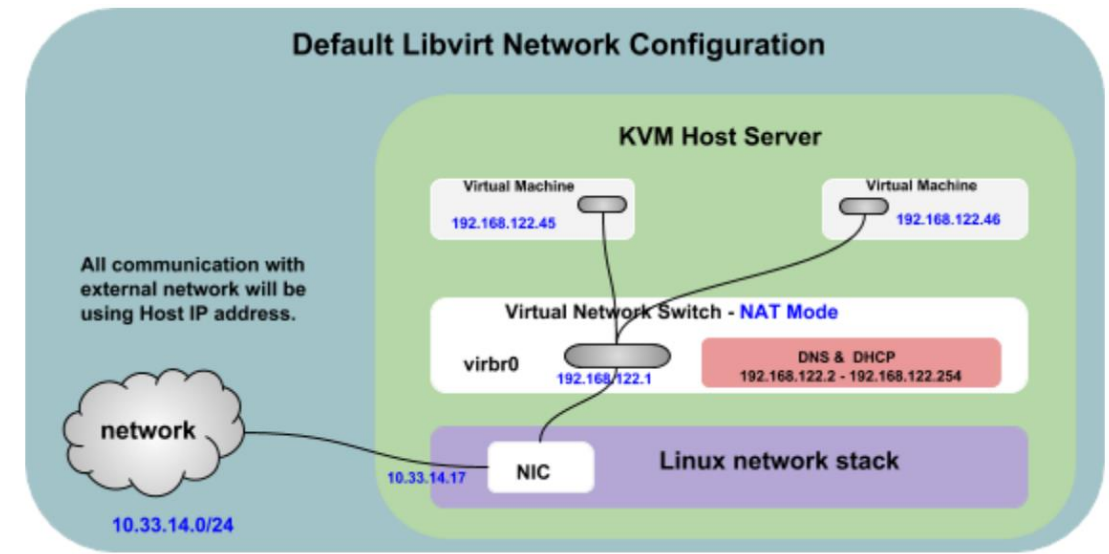 Default Libvirt Network Configuration
KVM Host Server
Virtual Machine
192.168.122.45
Virtual Machine
192.168.122.46
All communication with
external network will be
using Host IP address.
Virtual Network Switch - NAT Mode
virbr0
192.168.122.1
DNS & DHCP
192.168.122.2 - 192.168.122.254
network
10.33.14.0/24
10.33.14.17
NIC
Linux network stack